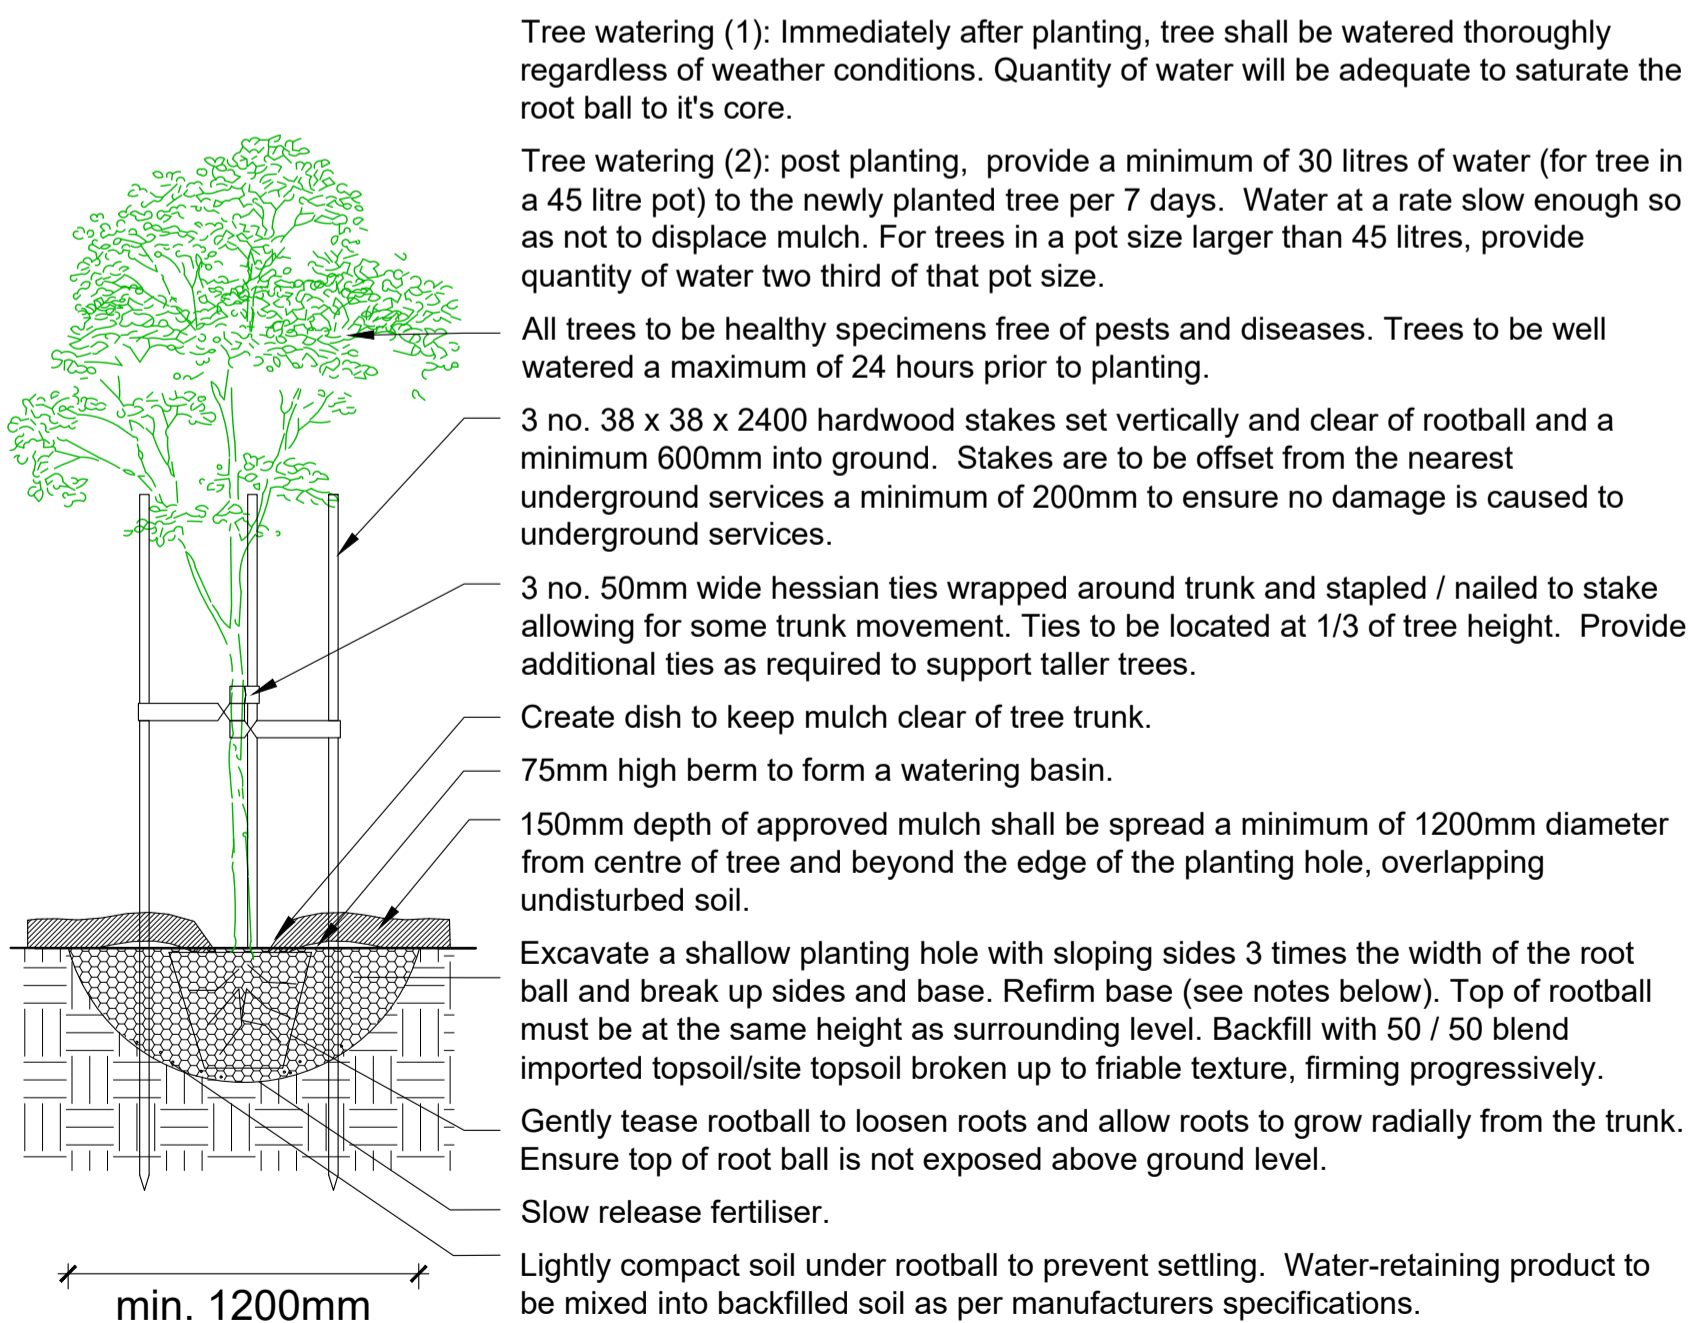 Tree watering (1): Immediately after planting, tree shall be watered thoroughly
regardless of weather conditions. Quantity of water will be adequate to saturate the
root ball to it's core.
Tree watering (2): post planting,  provide a minimum of 30 litres of water (for tree in
a 45 litre pot) to the newly planted tree per 7 days.  Water at a rate slow enough so
as not to displace mulch. For trees in a pot size larger than 45 litres, provide
quantity of water two third of that pot size.
All trees to be healthy specimens free of pests and diseases. Trees to be well
watered a maximum of 24 hours prior to planting.
3 no. 38 x 38 x 2400 hardwood stakes set vertically and clear of rootball and a
minimum 600mm into ground.  Stakes are to be offset from the nearest
underground services a minimum of 200mm to ensure no damage is caused to
underground services.
3 no. 50mm wide hessian ties wrapped around trunk and stapled / nailed to stake
allowing for some trunk movement. Ties to be located at 1/3 of tree height.  Provide
additional ties as required to support taller trees.
Create dish to keep mulch clear of tree trunk.
75mm high berm to form a watering basin.
150mm depth of approved mulch shall be spread a minimum of 1200mm diameter
from centre of tree and beyond the edge of the planting hole, overlapping
undisturbed soil.
Excavate a shallow planting hole with sloping sides 3 times the width of the root
ball and break up sides and base. Refirm base (see notes below). Top of rootball
must be at the same height as surrounding level. Backfill with 50 / 50 blend
imported topsoil/site topsoil broken up to friable texture, firming progressively.
Gently tease rootball to loosen roots and allow roots to grow radially from the trunk.
Ensure top of root ball is not exposed above ground level.
Slow release fertiliser.
Lightly compact soil under rootball to prevent settling.  Water-retaining product to
be mixed into backfilled soil as per manufacturers specifications.
min. 1200mm